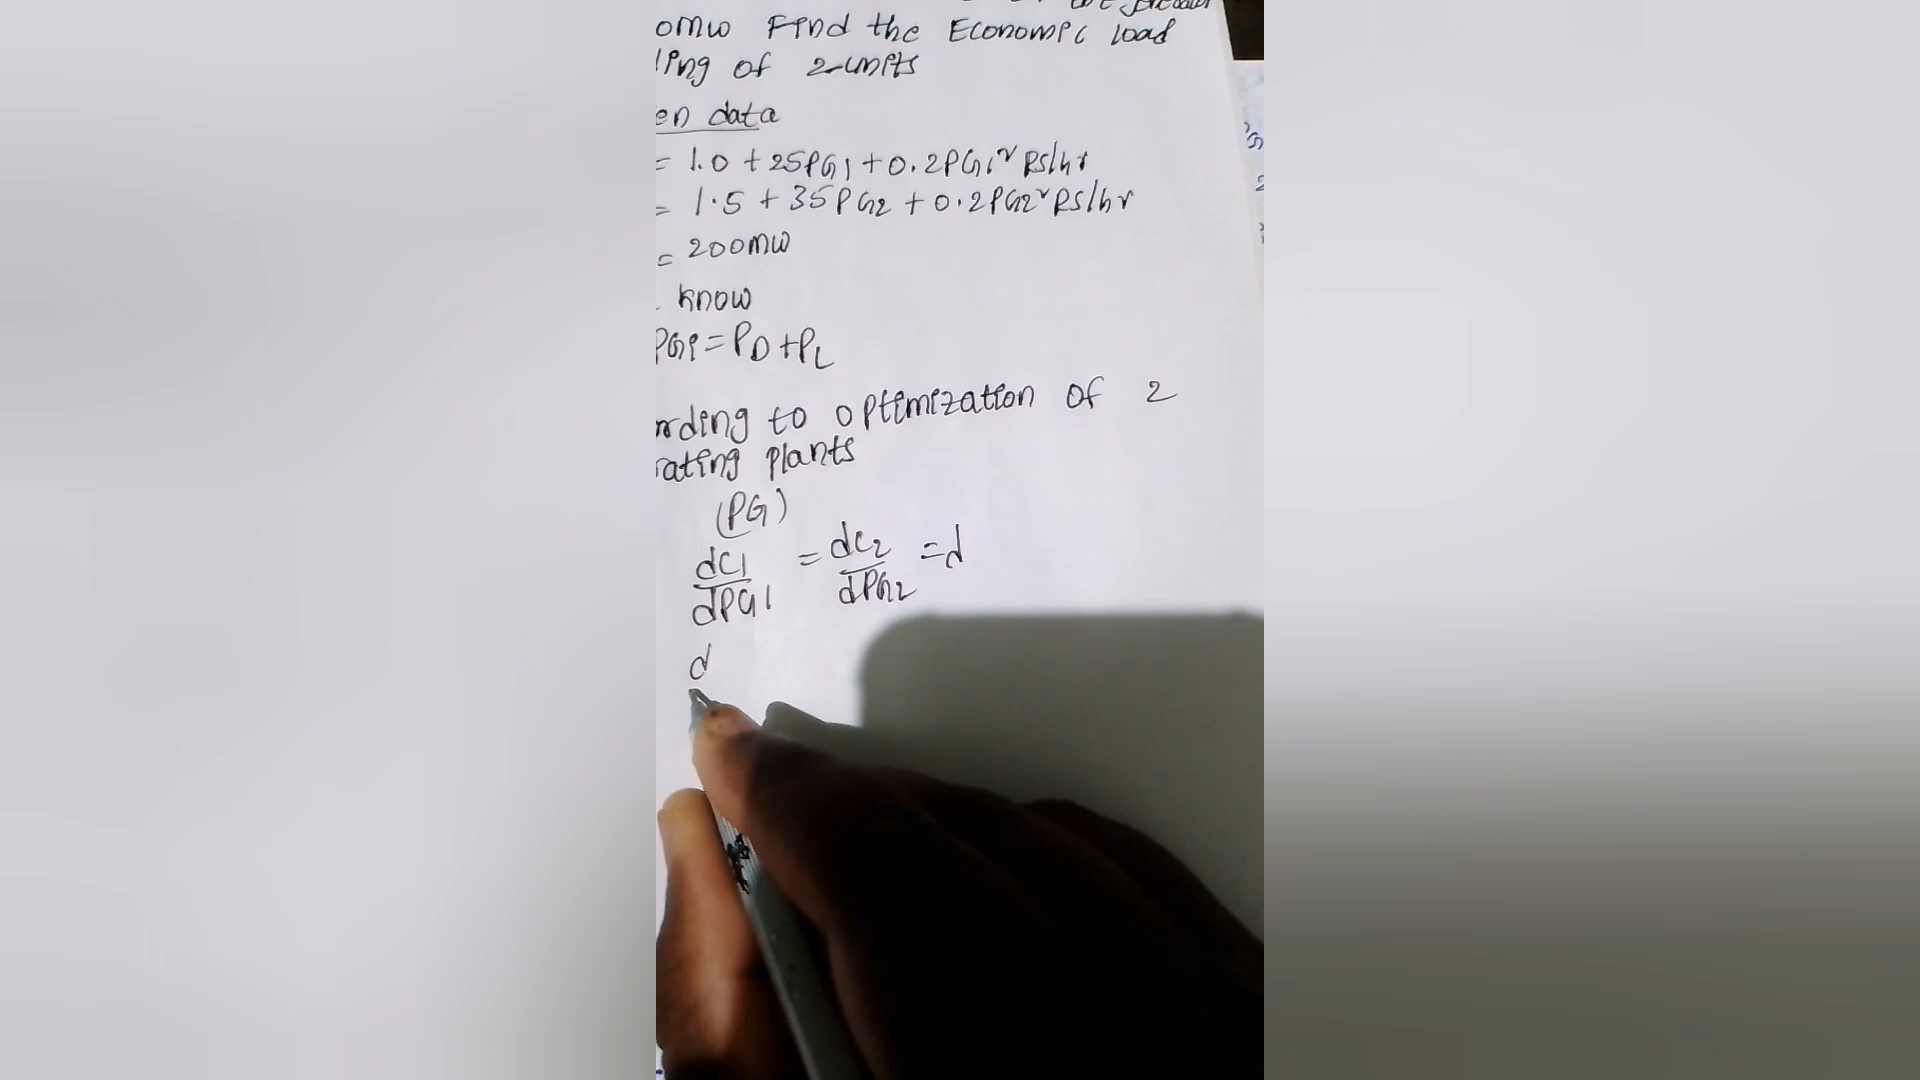 omw Find the Economic load
ling of 2-units
en data
= 1.0 + 25PG1 + 0.2PG1² Rs/hr
= 1.5 + 35PG2 + 0.2PG2² Rs/hr
= 200MW
know
PGi = PD + PL
rding to optimization of 2
rating plants
(PG)
dC1/dPG1 = dC2/dPG2 = d
d